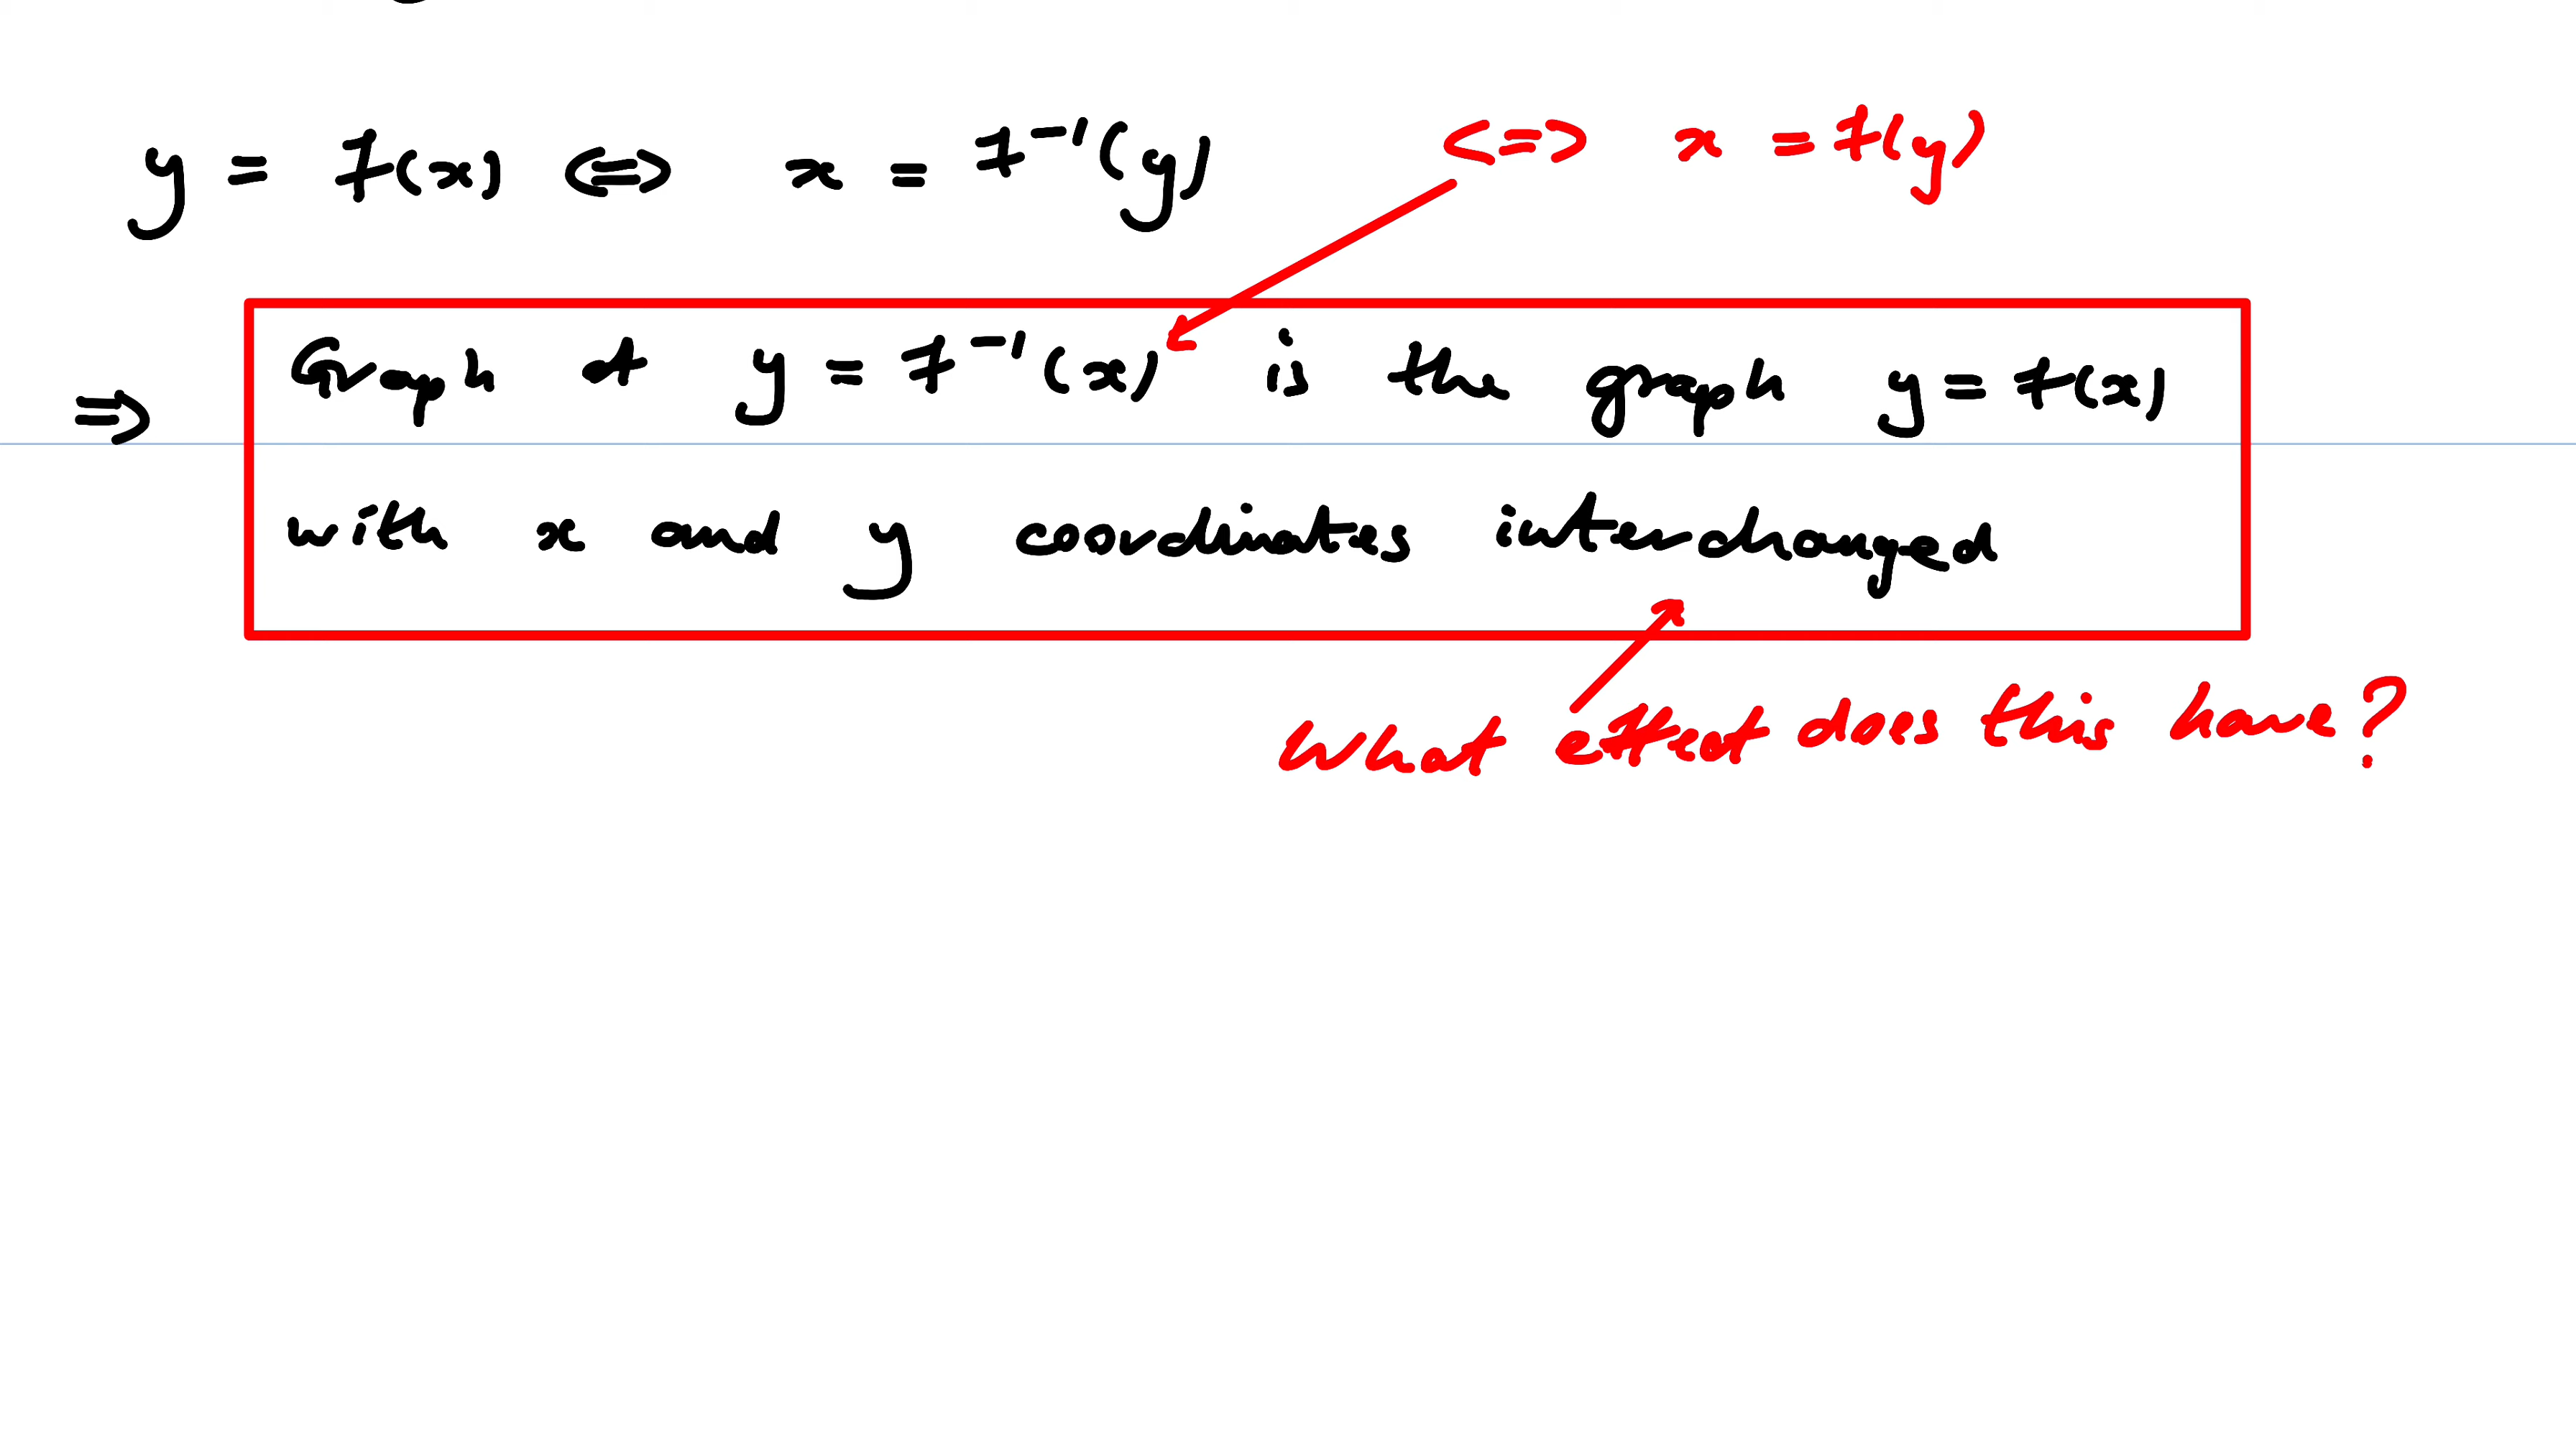 y = f(x) <=> x = f⁻¹(y) <=> x = f(y)
=> Graph of y = f⁻¹(x) is the graph y = f(x)
with x and y coordinates interchanged
What effect does this have?